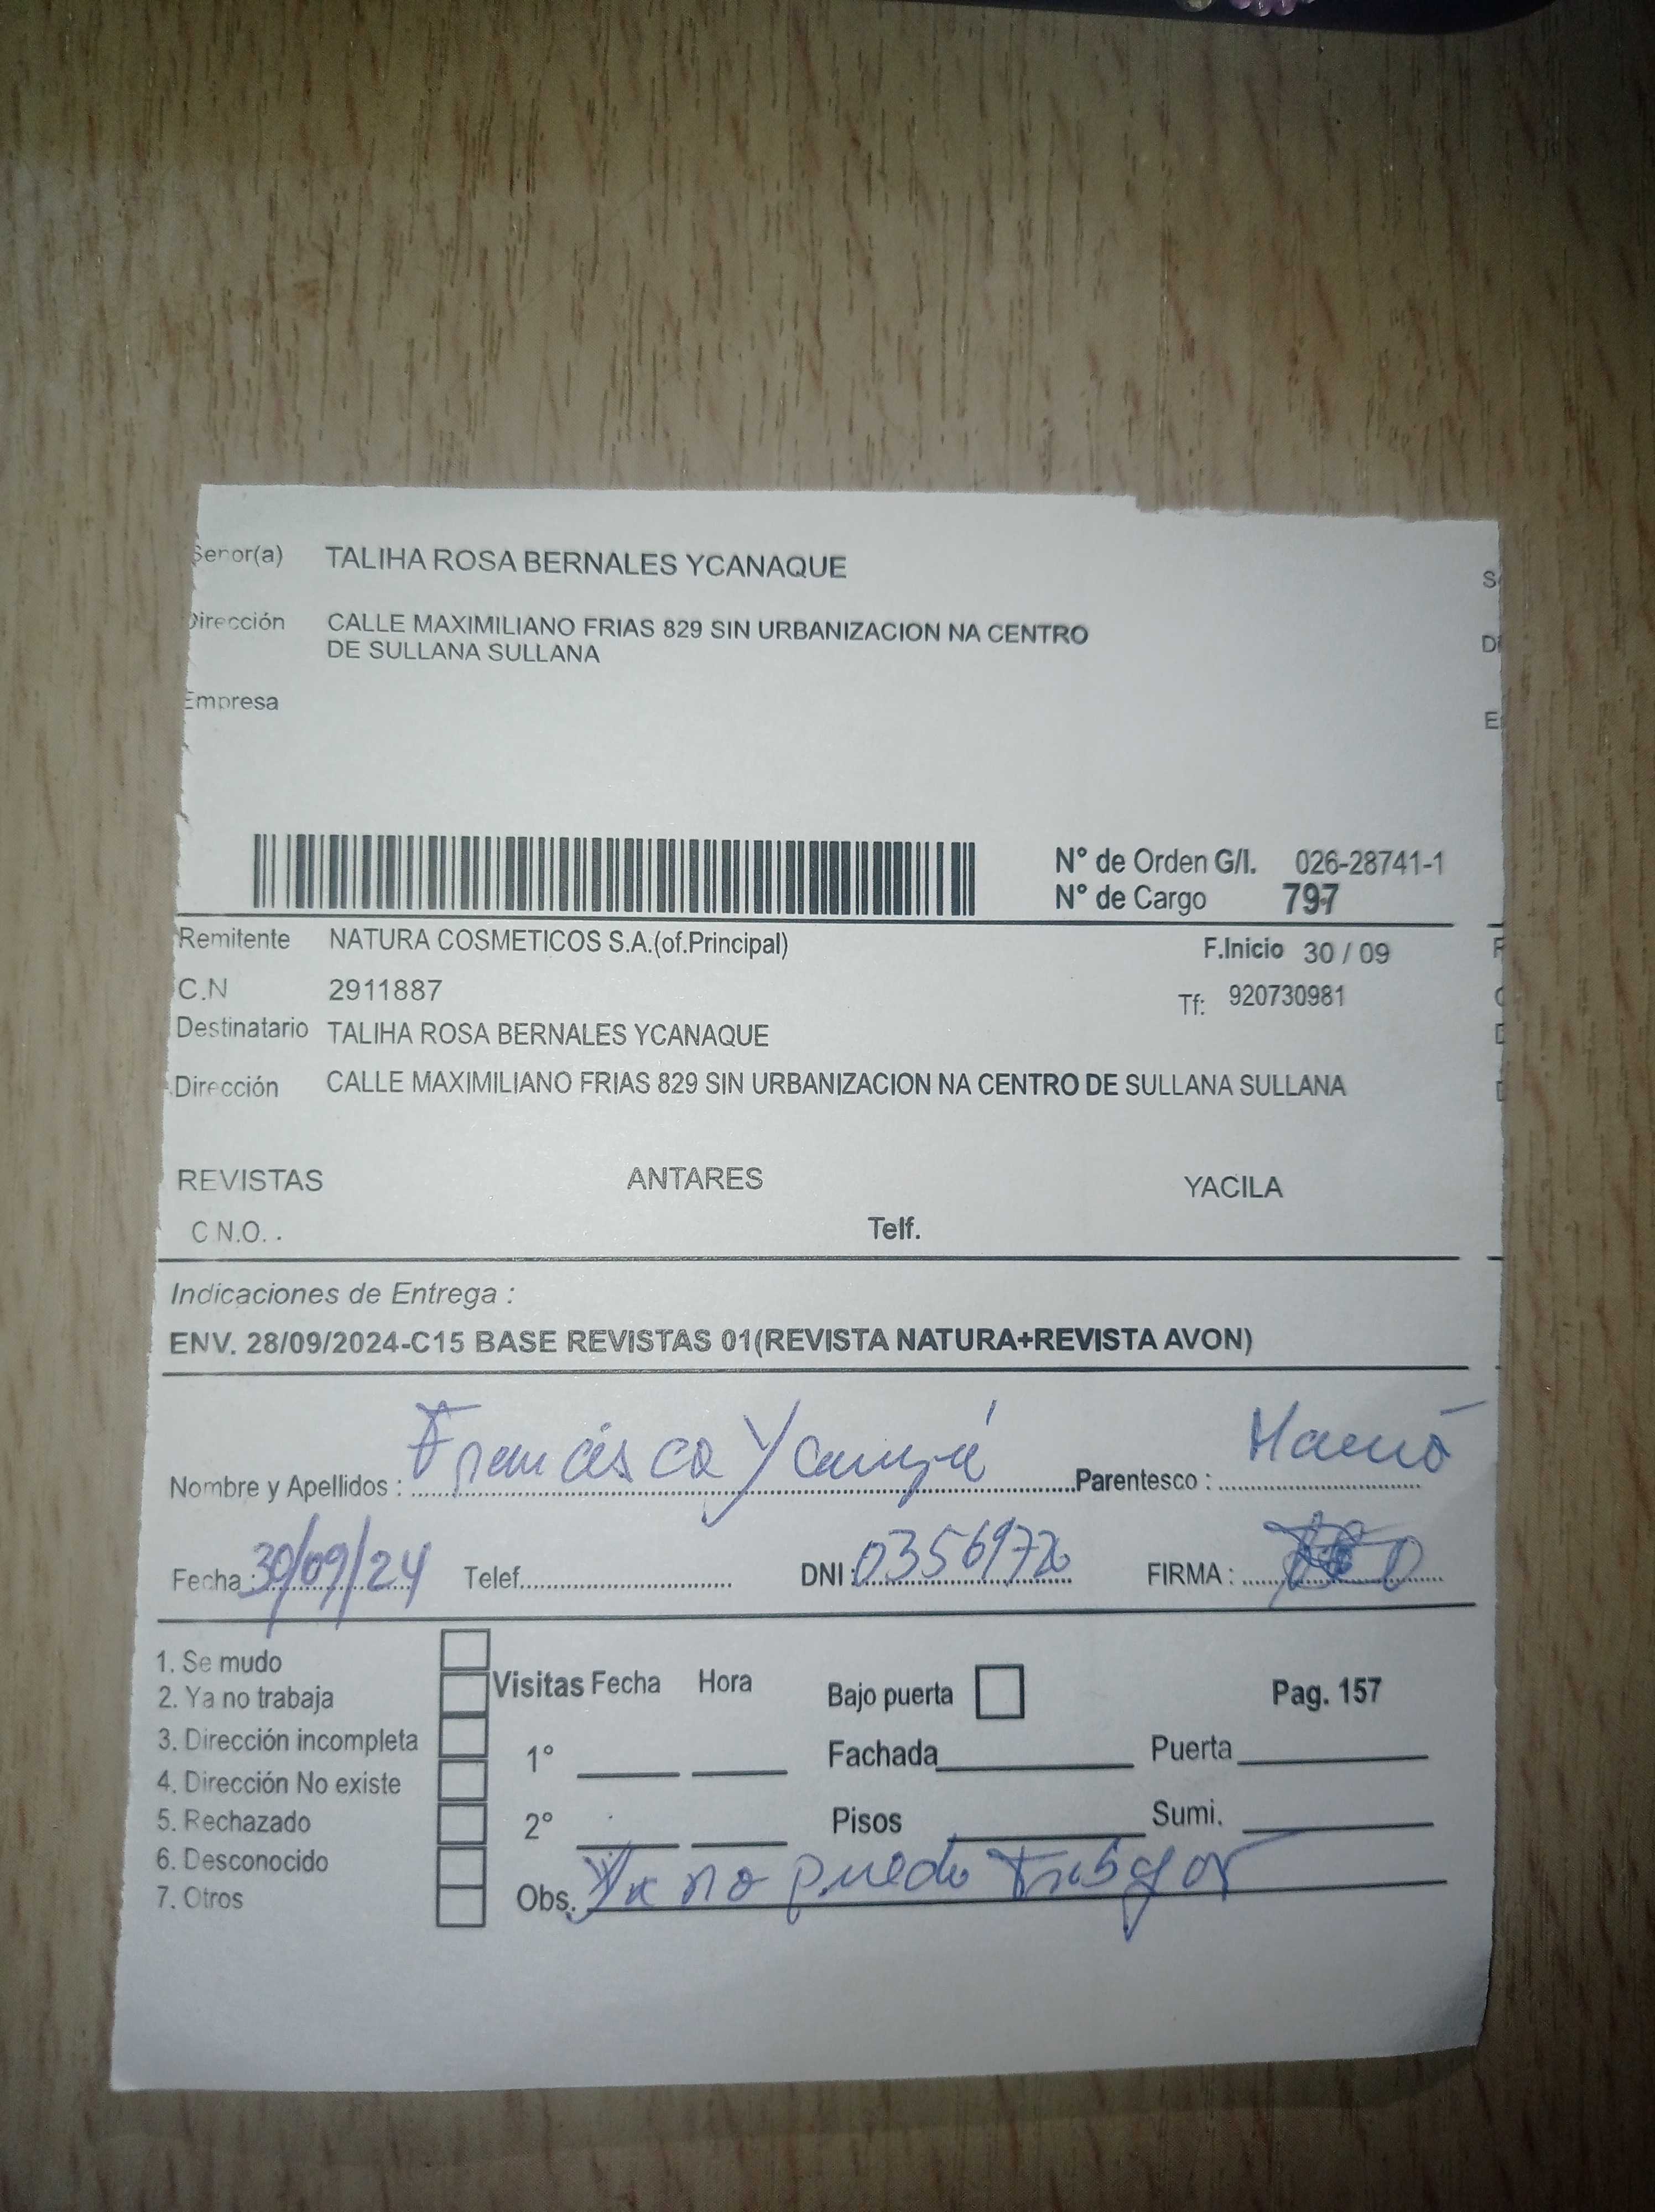 Señor(a) TALIHA ROSA BERNALES YCANAQUE
Dirección CALLE MAXIMILIANO FRIAS 829 SIN URBANIZACION NA CENTRO
DE SULLANA SULLANA
Empresa
N° de Orden G/I. 026-28741-1
N° de Cargo 797
Remitente NATURA COSMETICOS S.A.(of.Principal) F.Inicio 30 / 09
C.N 2911887 Tf: 920730981
Destinatario TALIHA ROSA BERNALES YCANAQUE
Dirección CALLE MAXIMILIANO FRIAS 829 SIN URBANIZACION NA CENTRO DE SULLANA SULLANA
REVISTAS ANTARES YACILA
C N.O. . Telf.
Indicaciones de Entrega :
ENV. 28/09/2024-C15 BASE REVISTAS 01(REVISTA NATURA+REVISTA AVON)
Nombre y Apellidos : Francisca Parentesco : Mamá
Fecha : 30/09/24 Telef. DNI : FIRMA :
1. Se mudo
2. Ya no trabaja Visitas Fecha Hora Bajo puerta Pag. 157
3. Dirección incompleta 1° Fachada Puerta
4. Dirección No existe
5. Rechazado 2° Pisos Sumi.
6. Desconocido
7. Otros Obs. Ya no puedo